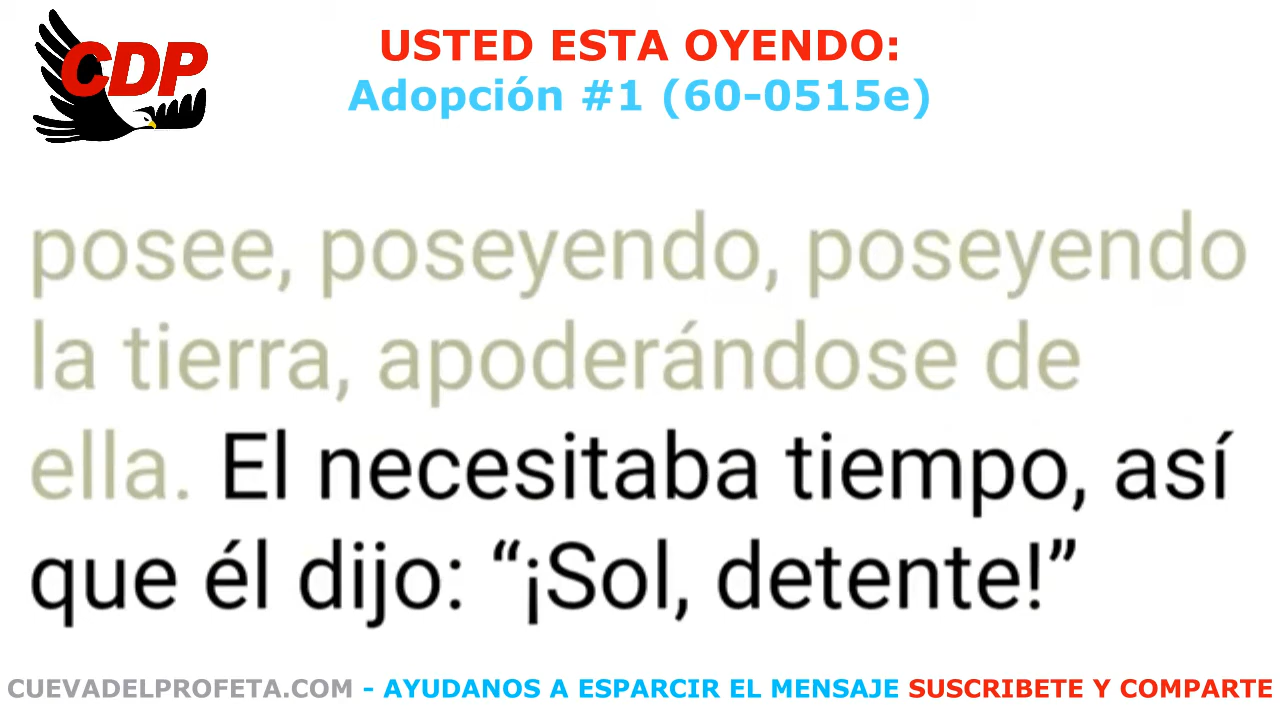 CDP
USTED ESTA OYENDO:
Adopción #1 (60-0515e)
posee, poseyendo, poseyendo
la tierra, apoderándose de
ella. El necesitaba tiempo, así
que él dijo: “¡Sol, detente!”
CUEVADELPROFETA.COM - AYUDANOS A ESPARCIR EL MENSAJE SUSCRIBETE Y COMPARTE